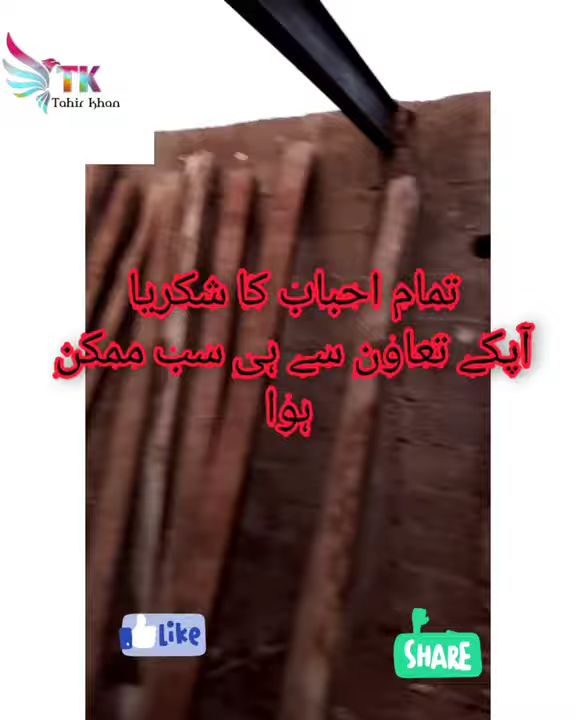 TK
Tahir Khan
تمام احباب کا شکریا
آپکے تعاون سے ہی سب ممکن
ہوا
Like
SHARE